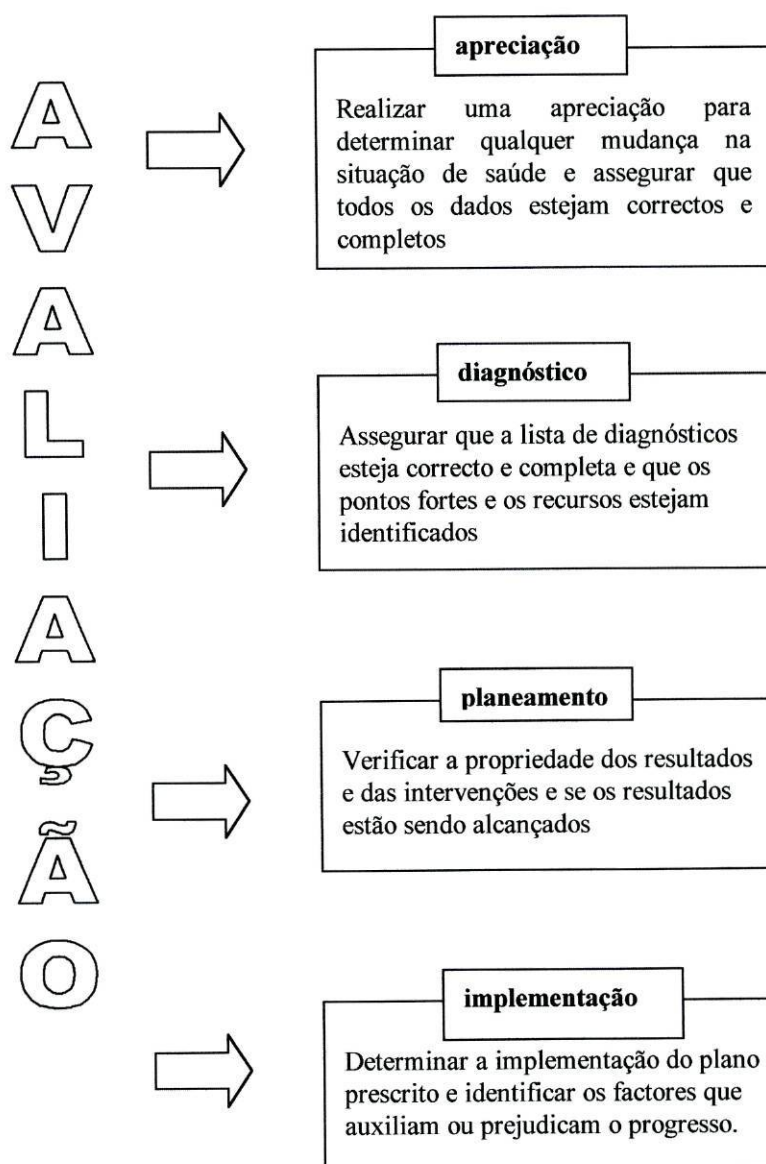 AVALIAÇÃO
apreciação
Realizar uma apreciação para
determinar qualquer mudança na
situação de saúde e assegurar que
todos os dados estejam correctos e
completos
diagnóstico
Assegurar que a lista de diagnósticos
esteja correcto e completa e que os
pontos fortes e os recursos estejam
identificados
planeamento
Verificar a propriedade dos resultados
e das intervenções e se os resultados
estão sendo alcançados
implementação
Determinar a implementação do plano
prescrito e identificar os factores que
auxiliam ou prejudicam o progresso.